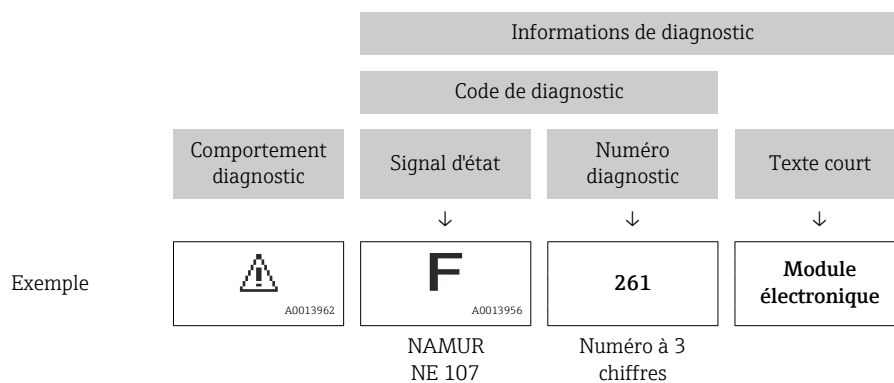 Informations de diagnostic
Code de diagnostic
Comportement
diagnostic
Signal d'état
Numéro
diagnostic
Texte court
↓
↓
↓
Exemple
A0013962
F
A0013956
261
Module
électronique
NAMUR
NE 107
Numéro à 3
chiffres